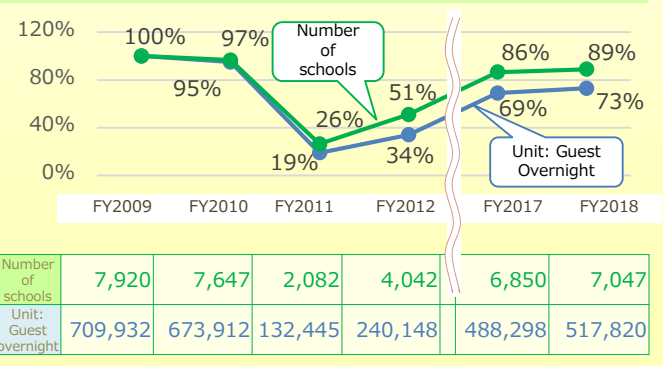 120%
80%
40%
0%
100%
97%
95%
26%
19%
51%
34%
86%
69%
89%
73%
Number
of
schools
Unit: Guest
Overnight
FY2009 FY2010 FY2011 FY2012 FY2017 FY2018
Number
of
schools
7,920 7,647 2,082 4,042 6,850 7,047
Unit:
Guest
overnight
709,932 673,912 132,445 240,148 488,298 517,820